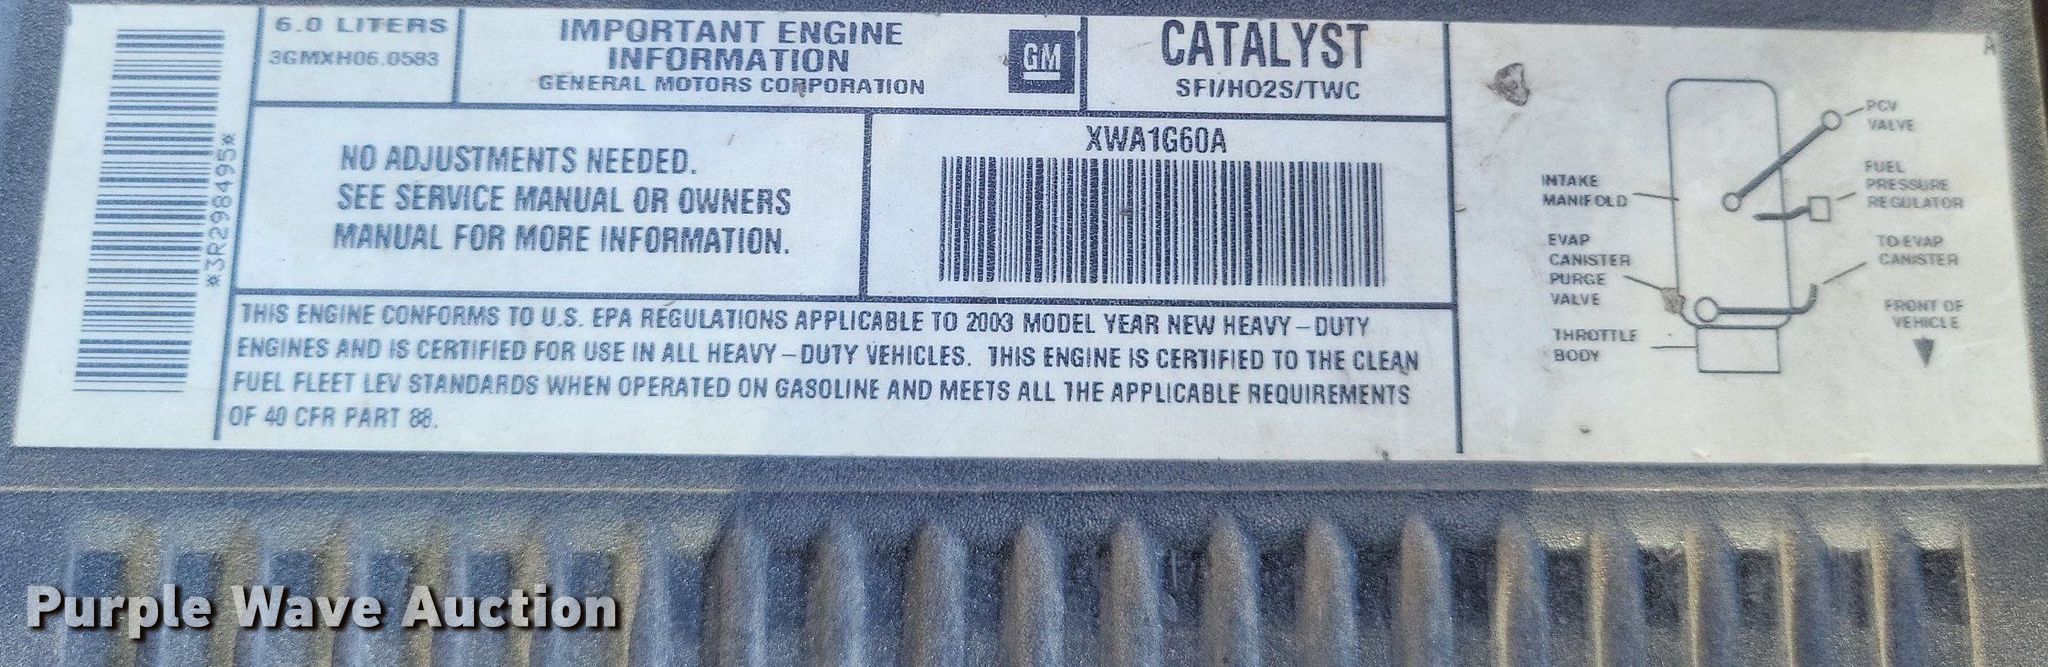 *3R298495*
6.0 LITERS
3GMXH06.0583
IMPORTANT ENGINE
INFORMATION
GENERAL MOTORS CORPORATION
GM
CATALYST
SFI/HO2S/TWC
NO ADJUSTMENTS NEEDED.
SEE SERVICE MANUAL OR OWNERS
MANUAL FOR MORE INFORMATION.
XWA1G60A
THIS ENGINE CONFORMS TO U.S. EPA REGULATIONS APPLICABLE TO 2003 MODEL YEAR NEW HEAVY-DUTY
ENGINES AND IS CERTIFIED FOR USE IN ALL HEAVY-DUTY VEHICLES. THIS ENGINE IS CERTIFIED TO THE CLEAN
FUEL FLEET LEV STANDARDS WHEN OPERATED ON GASOLINE AND MEETS ALL THE APPLICABLE REQUIREMENTS
OF 40 CFR PART 88.
A
PCV
VALVE
FUEL
PRESSURE
REGULATOR
INTAKE
MANIFOLD
EVAP
CANISTER
PURGE
VALVE
TO EVAP
CANISTER
THROTTLE
BODY
FRONT OF
VEHICLE
Purple Wave Auction